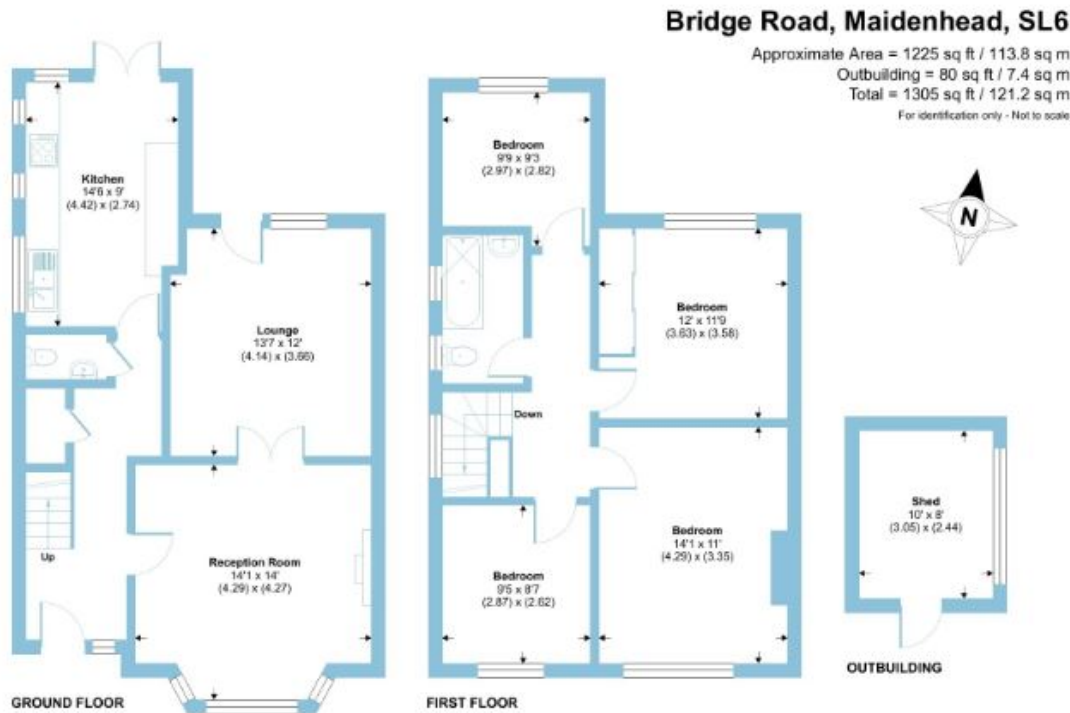 Bridge Road, Maidenhead, SL6
Approximate Area = 1225 sq ft / 113.8 sq m
Outbuilding = 80 sq ft / 7.4 sq m
Total = 1305 sq ft / 121.2 sq m
For identification only - Not to scale
N
Kitchen
14'6 x 9'
(4.42) x (2.74)
Lounge
13'7 x 12'
(4.14) x (3.66)
Up
Reception Room
14'1 x 14'
(4.29) x (4.27)
GROUND FLOOR
Bedroom
9'9 x 9'3
(2.97) x (2.82)
Bedroom
12' x 11'9
(3.63) x (3.58)
Down
Bedroom
14'1 x 11'
(4.29) x (3.35)
Bedroom
9'5 x 8'7
(2.87) x (2.62)
FIRST FLOOR
Shed
10' x 8'
(3.05) x (2.44)
OUTBUILDING